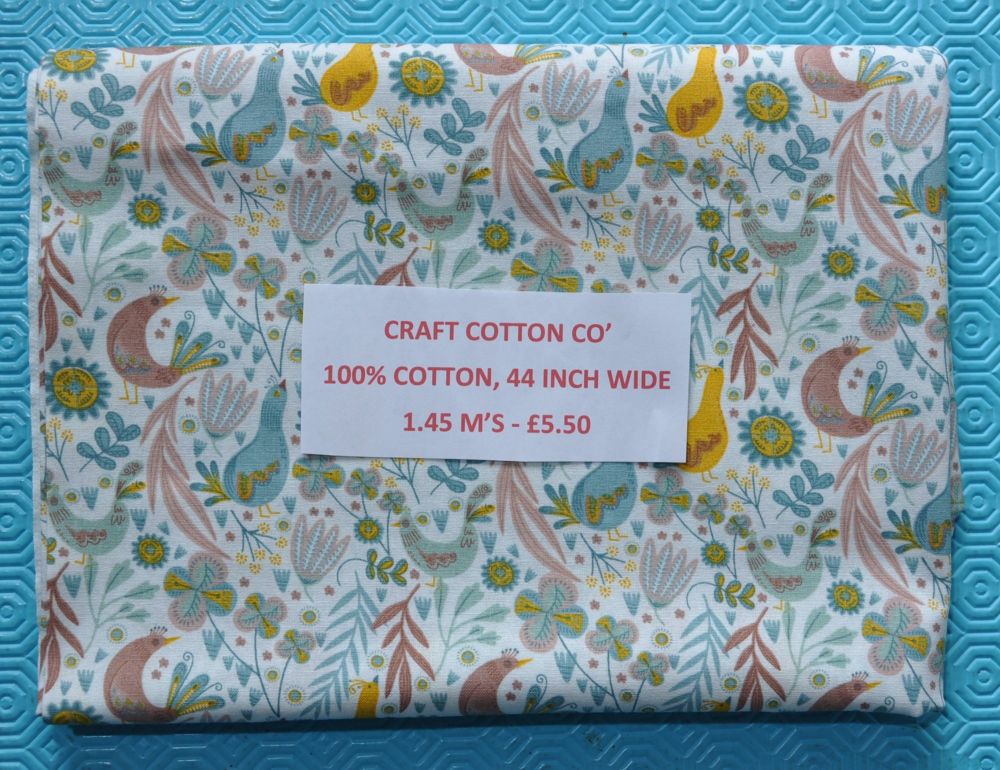 CRAFT COTTON CO’
100% COTTON, 44 INCH WIDE
1.45 M’S - £5.50